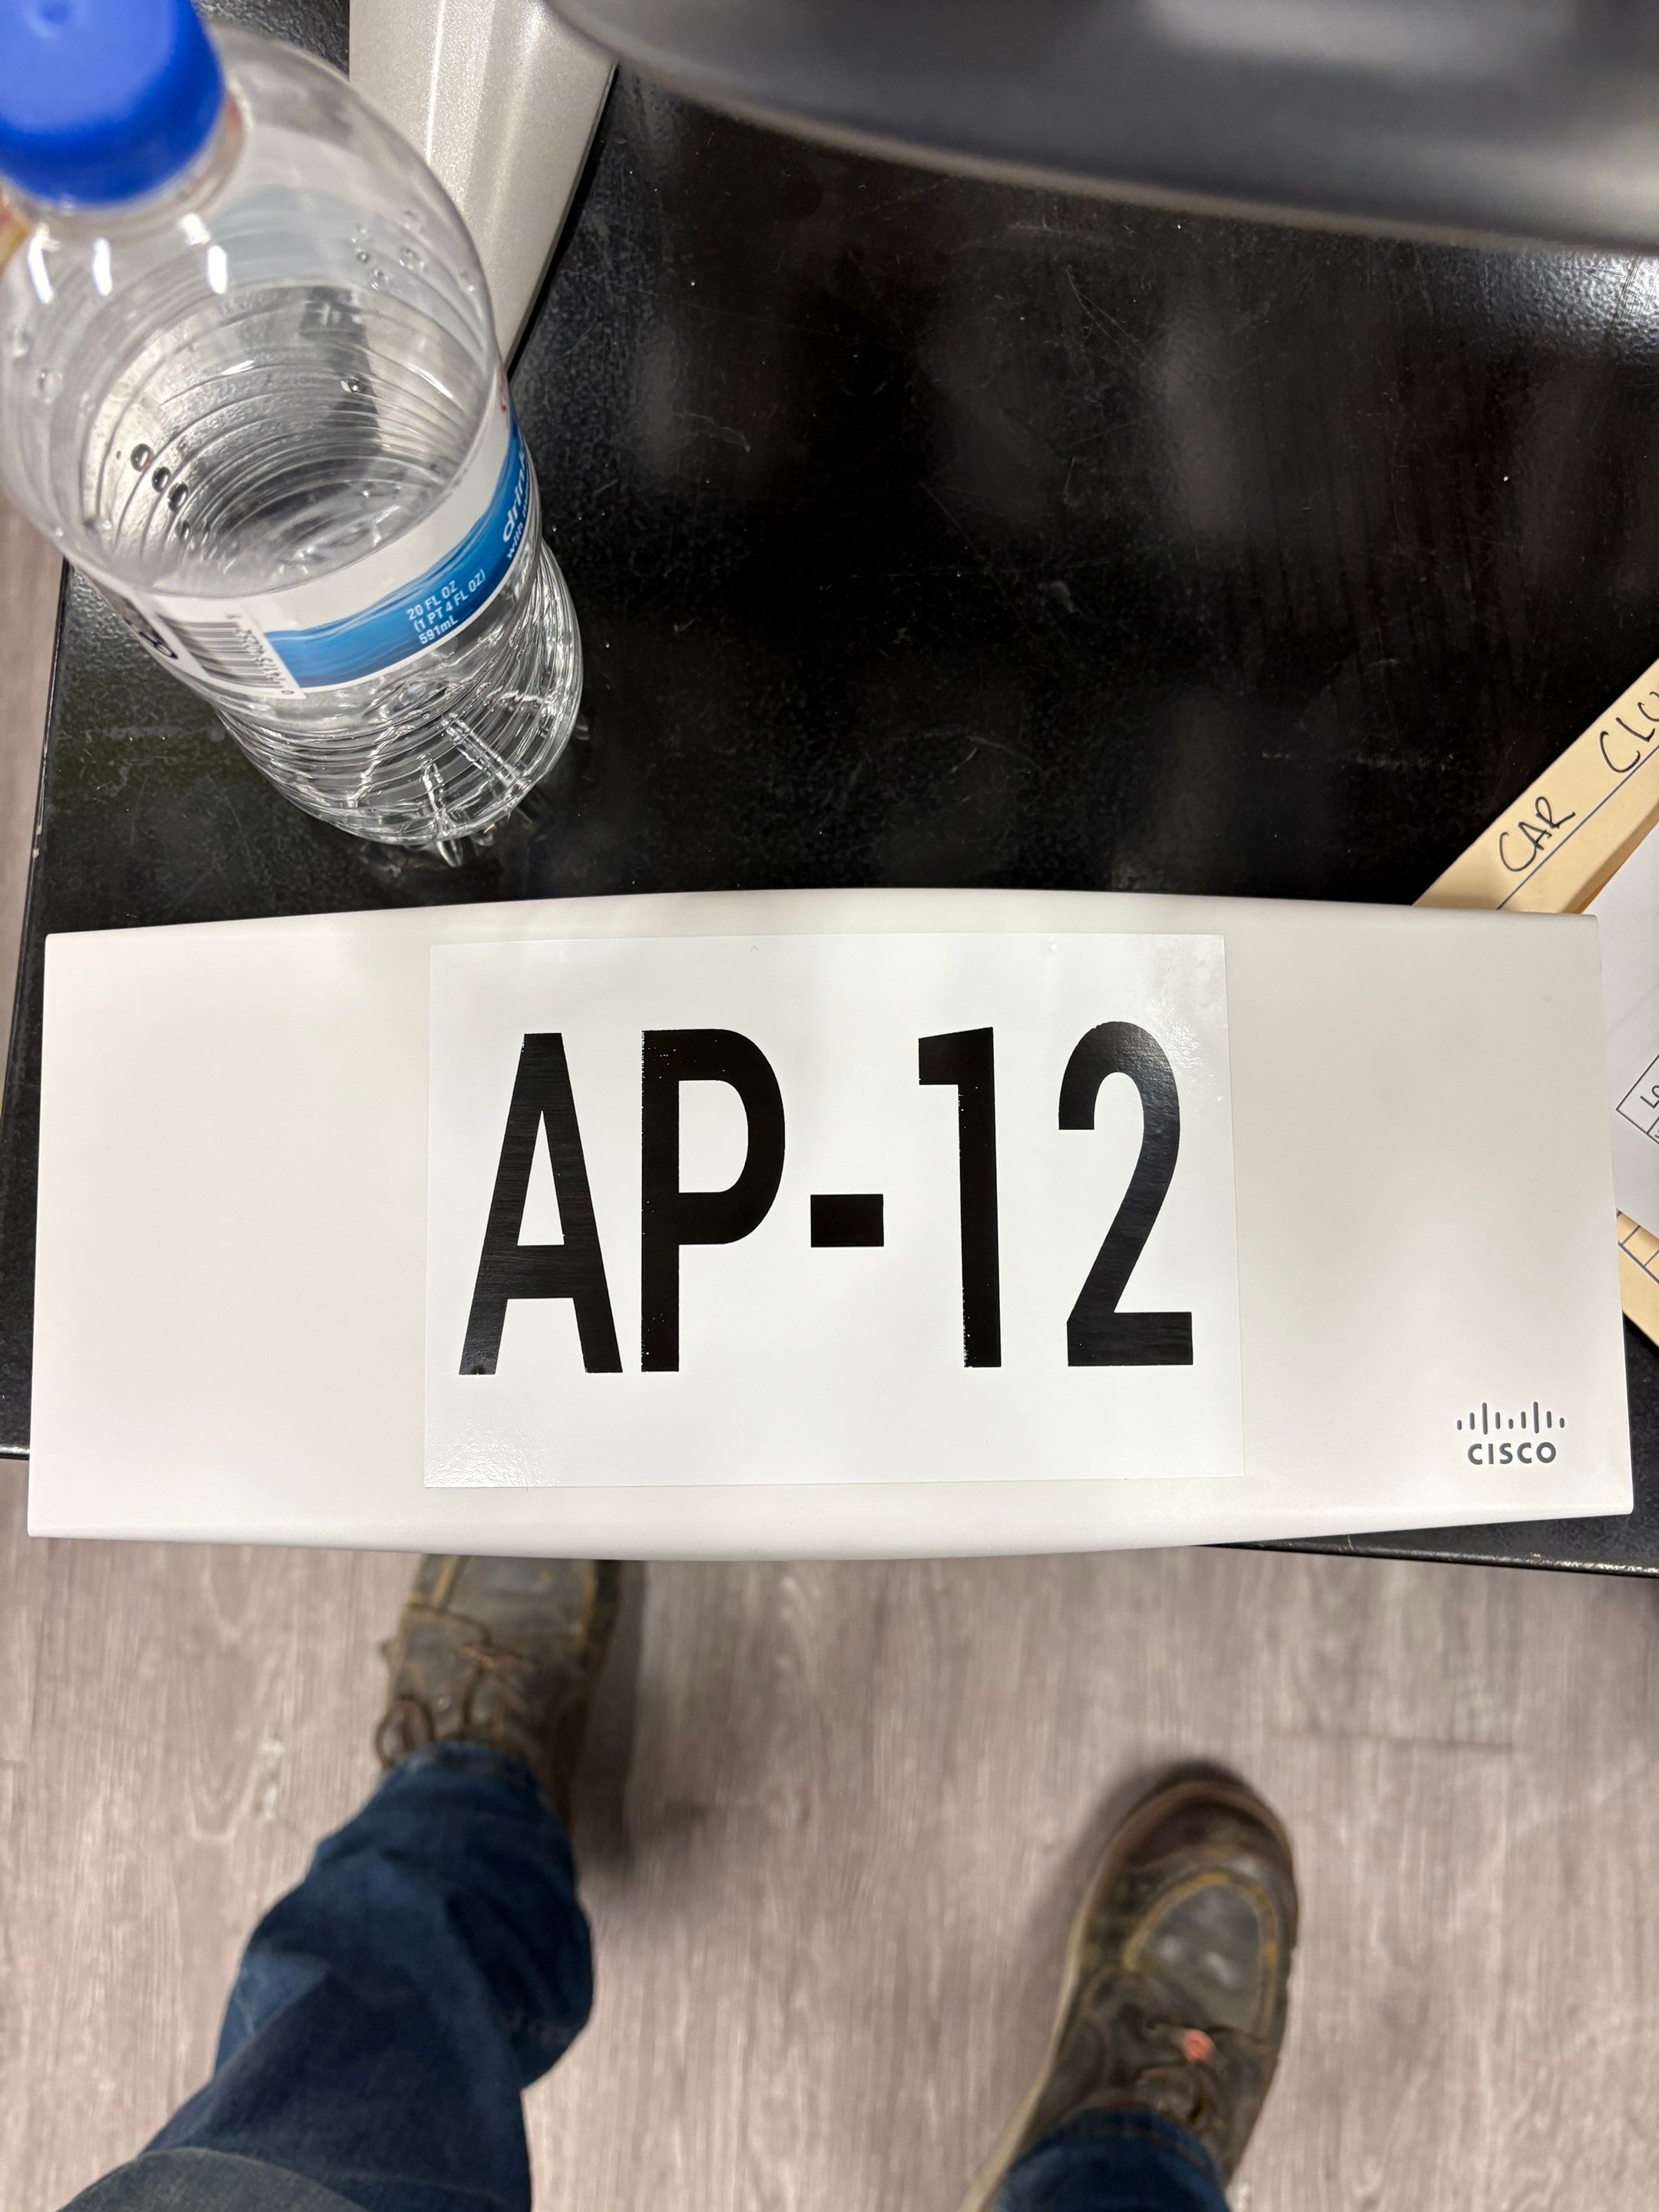 20 FL OZ
(1 PT 4 FL OZ)
591mL
CAR
AP-12
CISCO